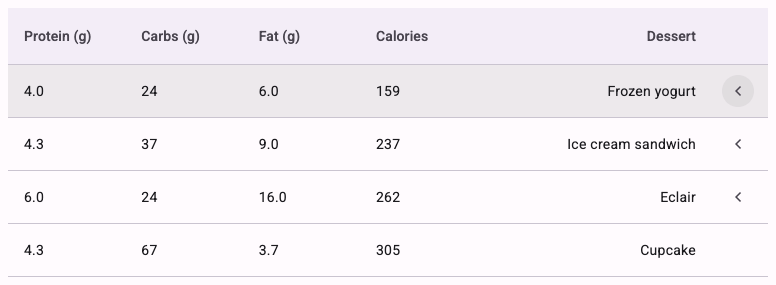 Protein (g) Carbs (g) Fat (g) Calories Dessert
4.0 24 6.0 159 Frozen yogurt
4.3 37 9.0 237 Ice cream sandwich
6.0 24 16.0 262 Eclair
4.3 67 3.7 305 Cupcake